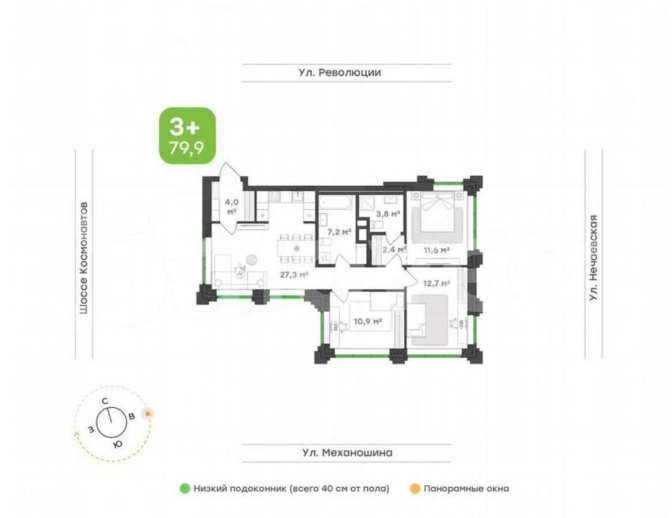 Ул. Революции
3+
79,9
4,0
м²
7,2 м²
3,8 м²
2,4 м²
11,6 м²
27,3 м²
12,7 м²
10,9 м²
Шоссе Космонавтов
Ул. Нечаевская
С
З
В
Ю
Ул. Механошина
Низкий подоконник (всего 40 см от пола)
Панорамные окна